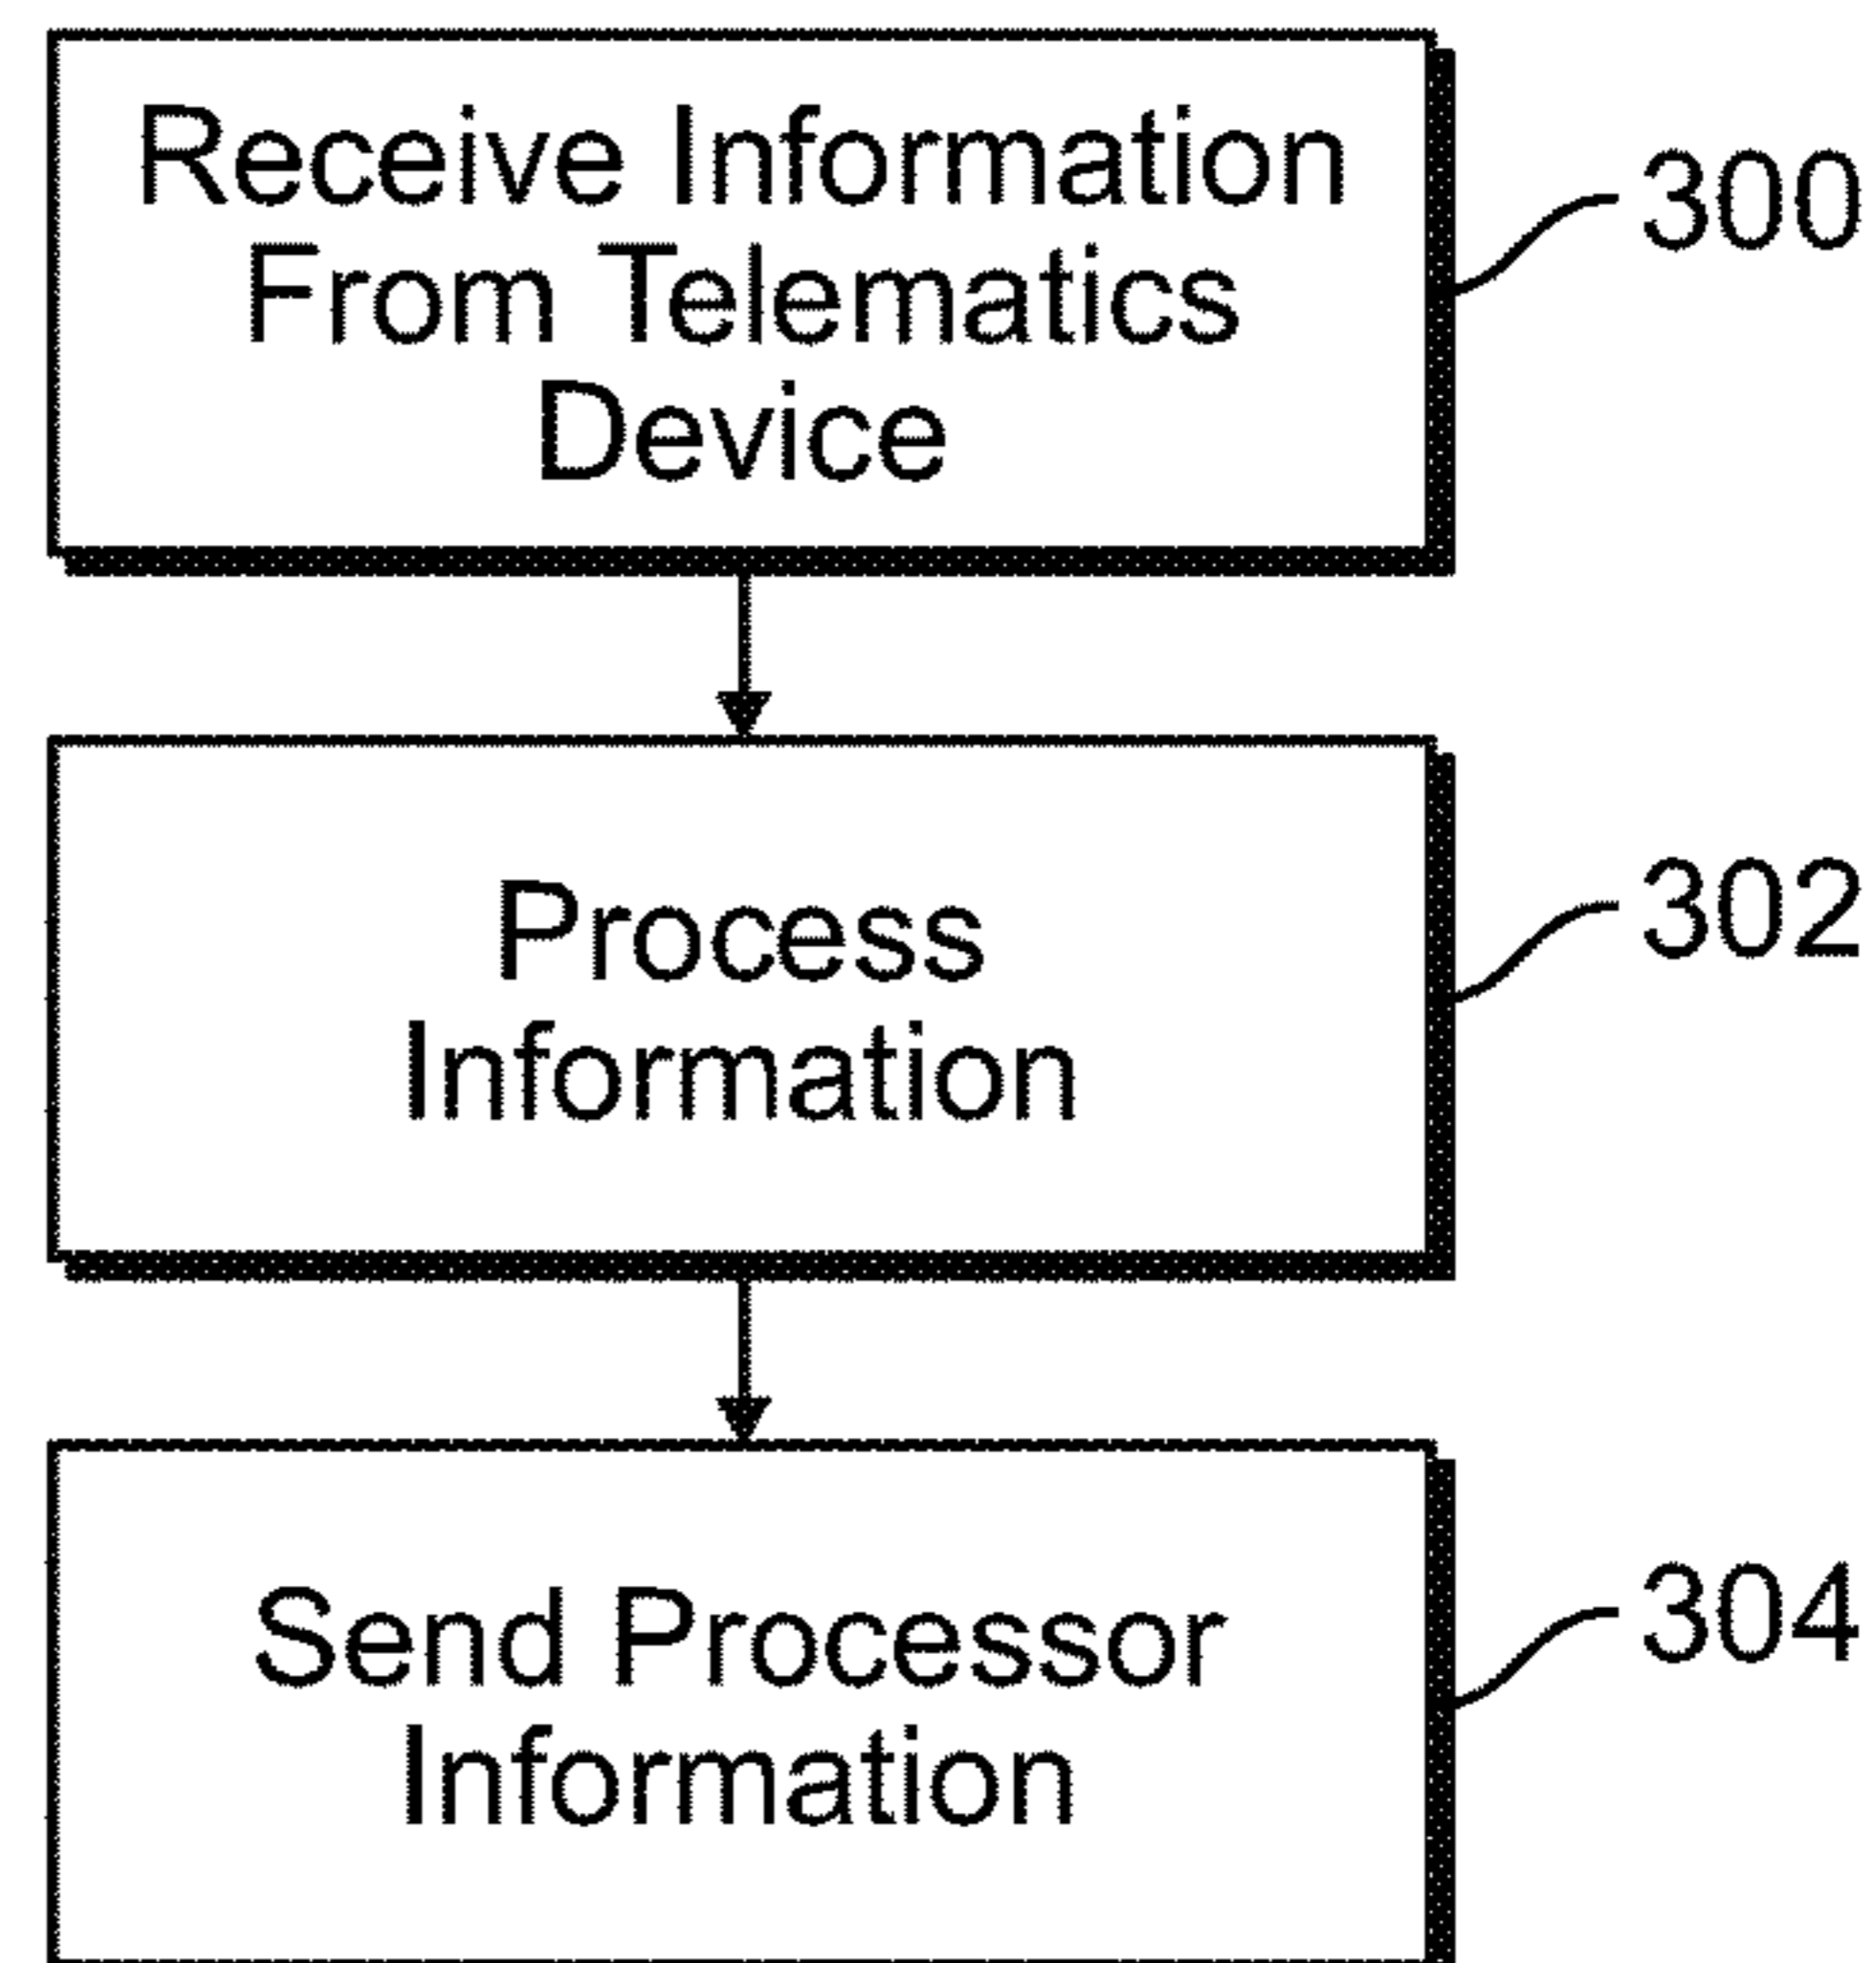 Receive Information
From Telematics
Device
300
Process
Information
302
Send Processor
Information
304